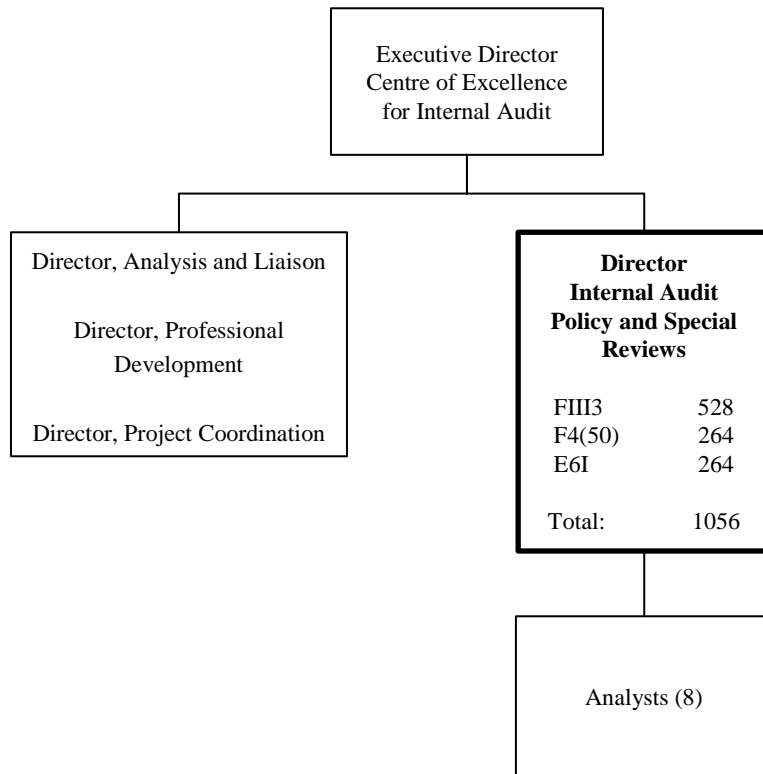 Executive Director
Centre of Excellence
for Internal Audit
Director, Analysis and Liaison
Director, Professional
Development
Director, Project Coordination
Director
Internal Audit
Policy and Special
Reviews
FIII3 528
F4(50) 264
E6I 264
Total: 1056
Analysts (8)